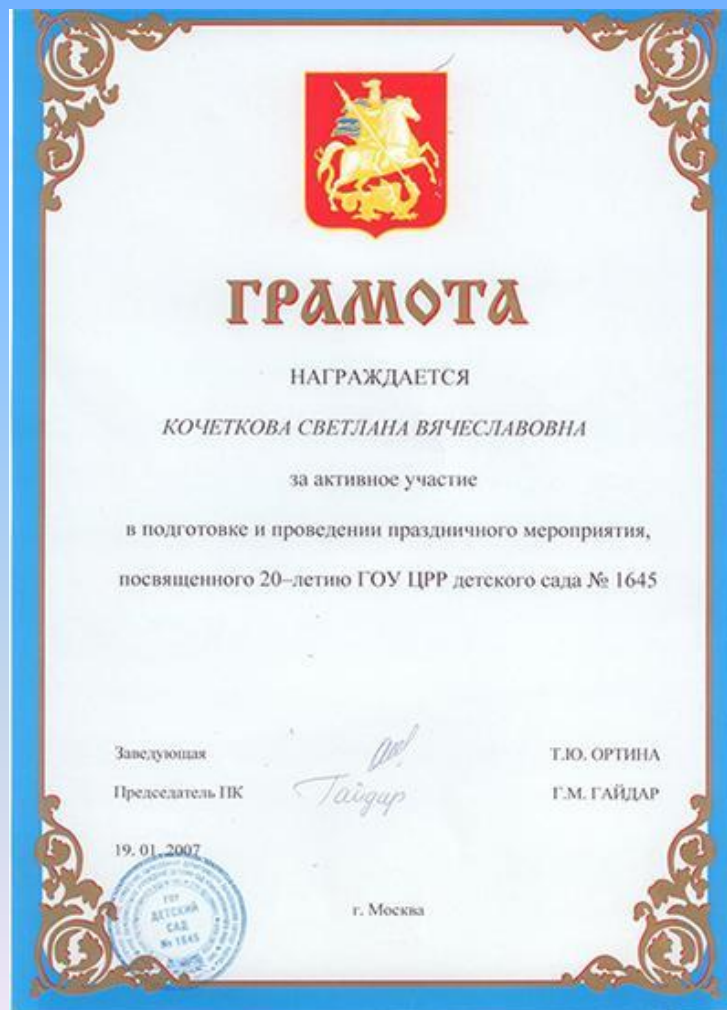 ГРАМОТА
НАГРАЖДАЕТСЯ
КОЧЕТКОВА СВЕТЛАНА ВЯЧЕСЛАВОВНА
за активное участие
в подготовке и проведении праздничного мероприятия,
посвященного 20–летию ГОУ ЦРР детского сада № 1645
Заведующая Т.Ю. ОРТИНА
Председатель ПК Гайдар Г.М. ГАЙДАР
19. 01. 2007
ГОУ
ДЕТСКИЙ
САД
№ 1645
г. Москва